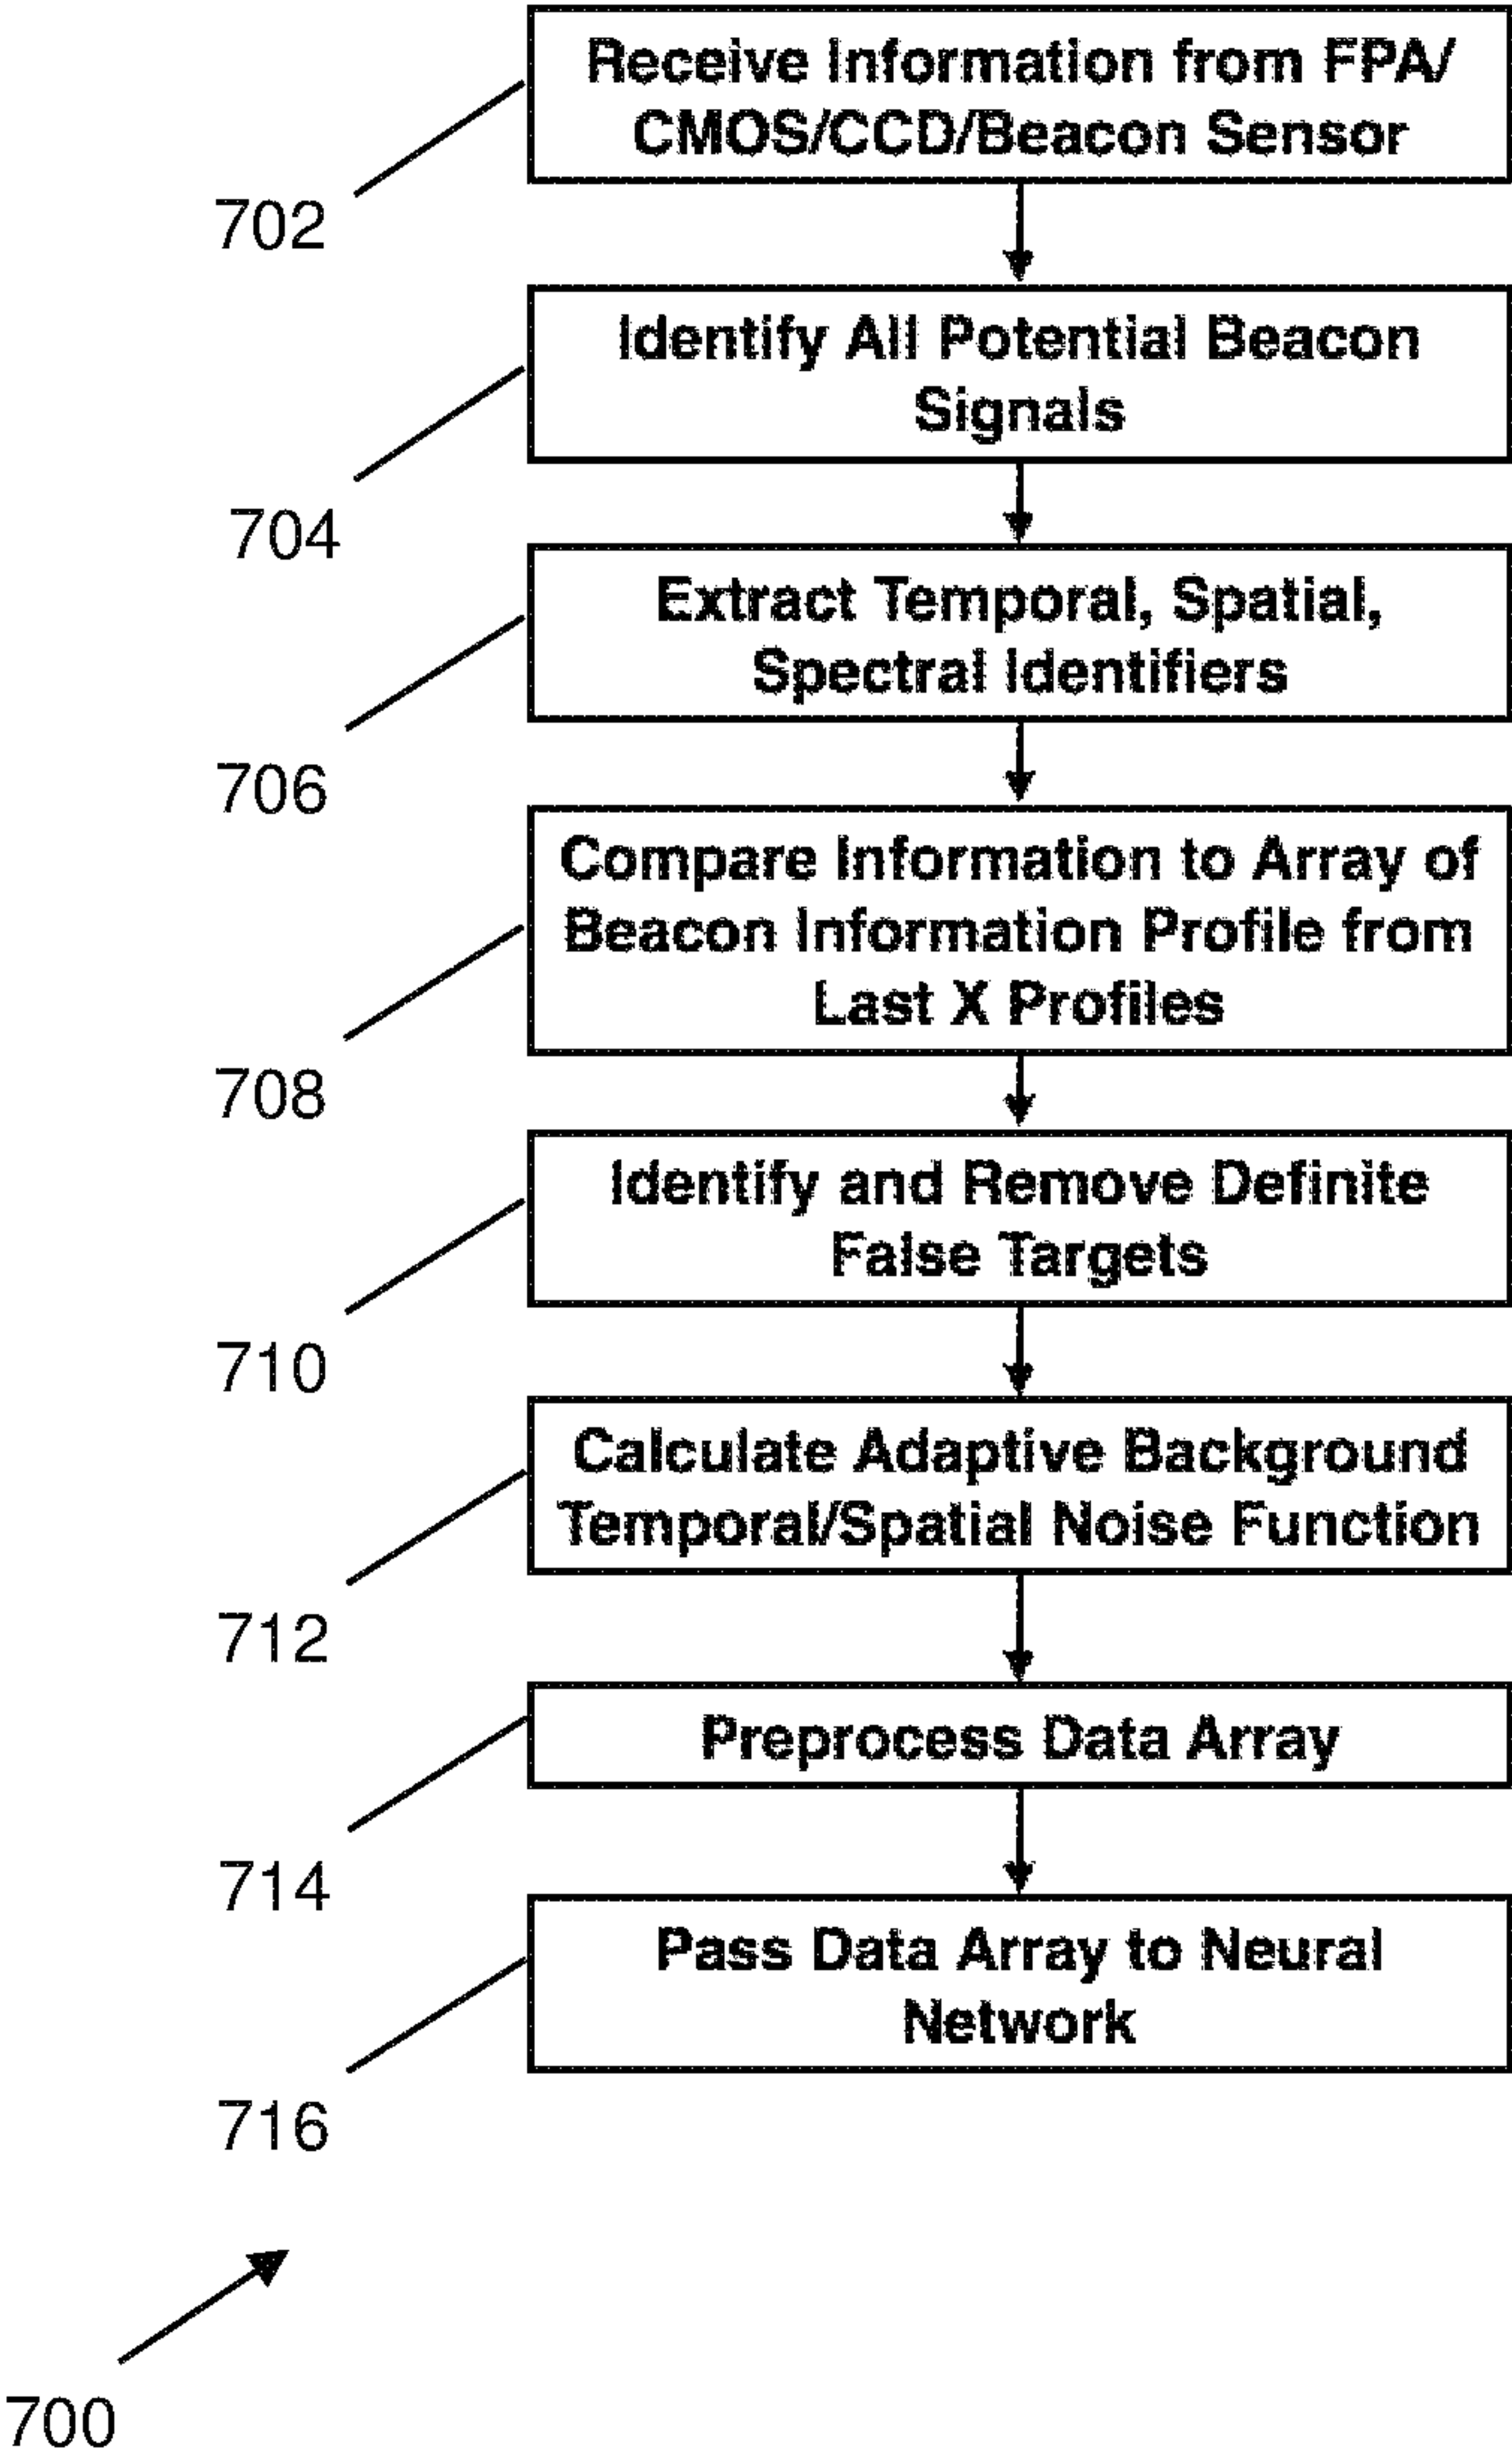 Receive Information from FPA/
CMOS/CCD/Beacon Sensor
702
Identify All Potential Beacon
Signals
704
Extract Temporal, Spatial,
Spectral Identifiers
706
Compare Information to Array of
Beacon Information Profile from
Last X Profiles
708
Identify and Remove Definite
False Targets
710
Calculate Adaptive Background
Temporal/Spatial Noise Function
712
Preprocess Data Array
714
Pass Data Array to Neural
Network
716
700